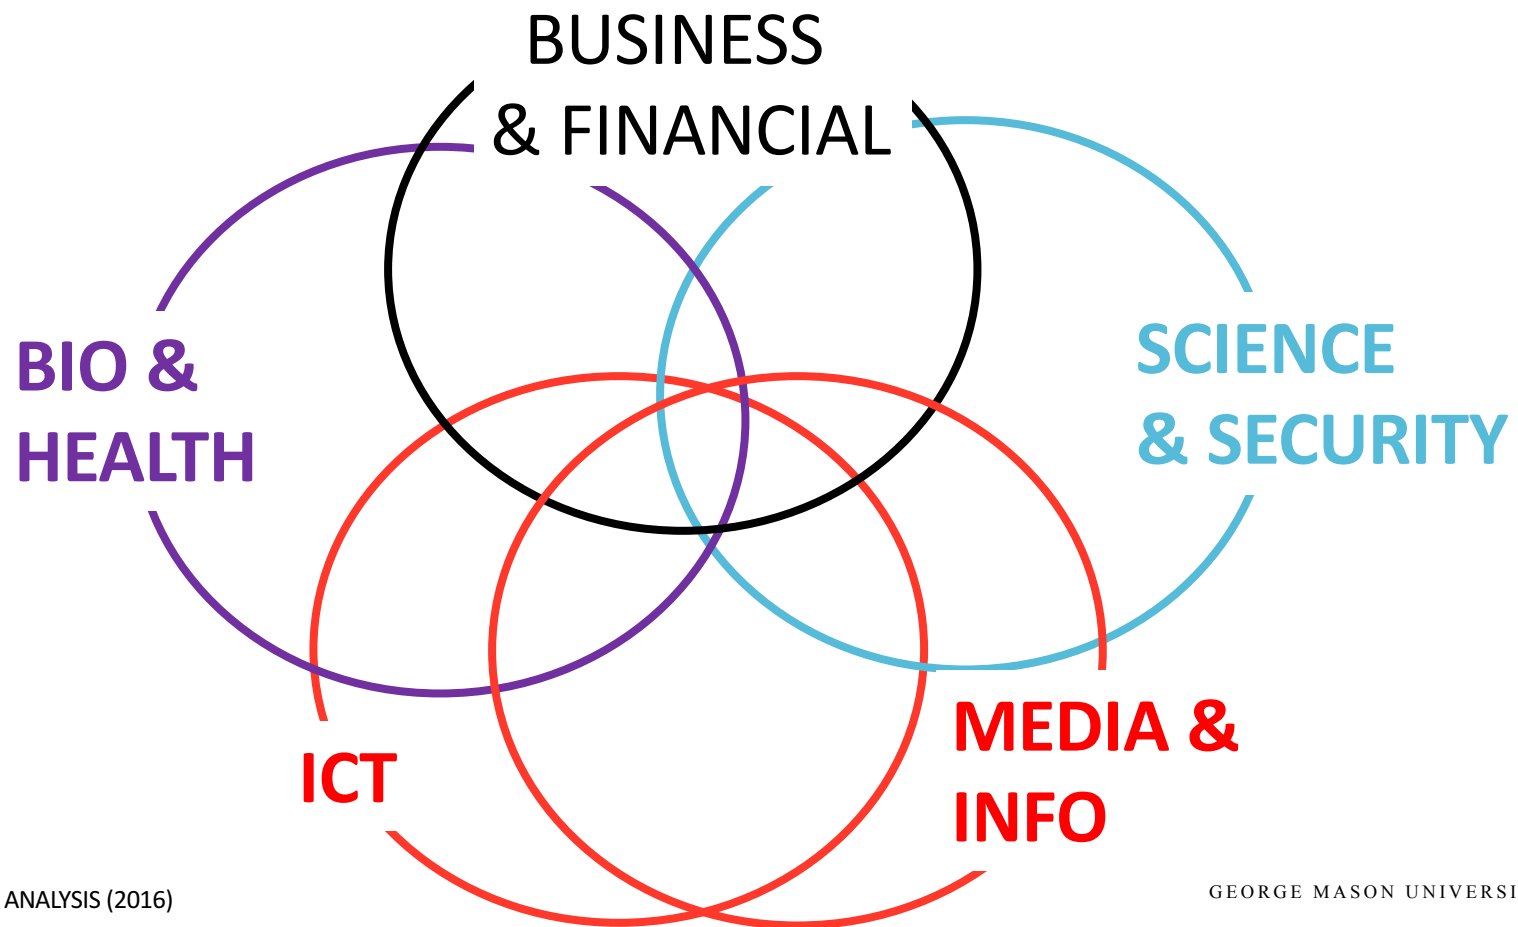 BUSINESS
& FINANCIAL
BIO &
HEALTH
SCIENCE
& SECURITY
ICT
MEDIA &
INFO
ANALYSIS (2016)
GEORGE MASON UNIVERSI